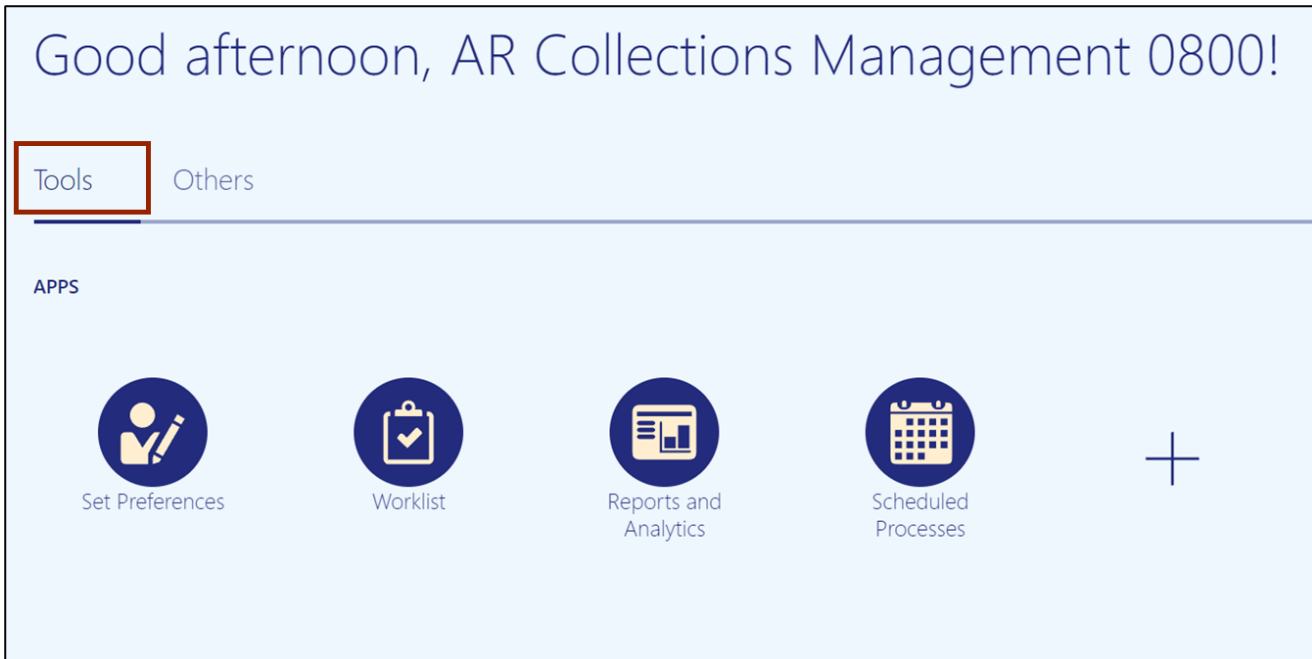 Good afternoon, AR Collections Management 0800!
Tools Others
APPS
Set Preferences
Worklist
Reports and
Analytics
Scheduled
Processes